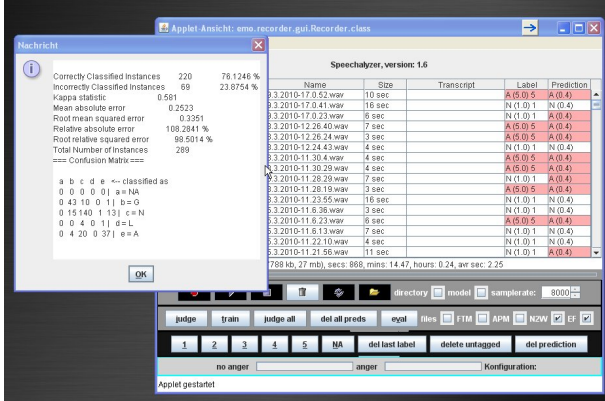 Applet-Ansicht: emo.recorder.gui.Recorder.class
Nachricht
Speechalyzer, version: 1.6
Correctly Classified Instances 220 76.1246 %
Incorrectly Classified Instances 69 23.8754 %
Kappa statistic 0.581
Mean absolute error 0.2523
Root mean squared error 0.3351
Relative absolute error 108.2841 %
Root relative squared error 98.5014 %
Total Number of Instances 289
=== Confusion Matrix ===
a b c d e <-- classified as
0 0 0 0 0 | a = NA
0 43 10 0 1 | b = G
0 15 140 1 13 | c = N
0 0 4 0 1 | d = L
0 4 20 0 37 | e = A
OK
Name Size Transcript Label Prediction
9.3.2010-17.0.52.wav 10 sec A (5.0) 5 A (0.4)
3.2010-17.0.41.wav 16 sec N (1.0) 1 N (0.4)
3.2010-17.0.23.wav 6 sec N (1.0) 1 A (0.4)
3.2010-12.26.40.wav 7 sec A (5.0) 5 A (0.4)
3.2010-12.26.24.wav 3 sec A (5.0) 5 A (0.4)
3.2010-12.24.43.wav 4 sec N (1.0) 1 N (0.4)
3.2010-11.30.4.wav 4 sec A (5.0) 5 A (0.4)
3.2010-11.30.29.wav 4 sec A (5.0) 5 A (0.4)
3.2010-11.28.29.wav 7 sec N (1.0) 1 A (0.4)
3.2010-11.28.19.wav 3 sec A (5.0) 5 A (0.4)
3.2010-11.23.55.wav 16 sec N (1.0) 1 N (0.4)
3.2010-11.6.36.wav 3 sec N (1.0) 1 A (0.4)
3.2010-11.6.23.wav 6 sec A (5.0) 5 A (0.4)
3.2010-11.6.13.wav 7 sec N (1.0) 1 A (0.4)
3.2010-11.22.10.wav 4 sec N (1.0) 1 N (0.4)
3.2010-11.21.56.wav 11 sec N (1.0) 1 A (0.4)
788 kb, 27 mb), secs: 868, mins: 14.47, hours: 0.24, avr sec: 2.25
directory model samplerate: 8000
judge train judge all del all preds eval files FTM APM N2W EF
1 2 3 4 5 NA del last label delete untagged del prediction
no anger anger Konfiguration:
Applet gestartet